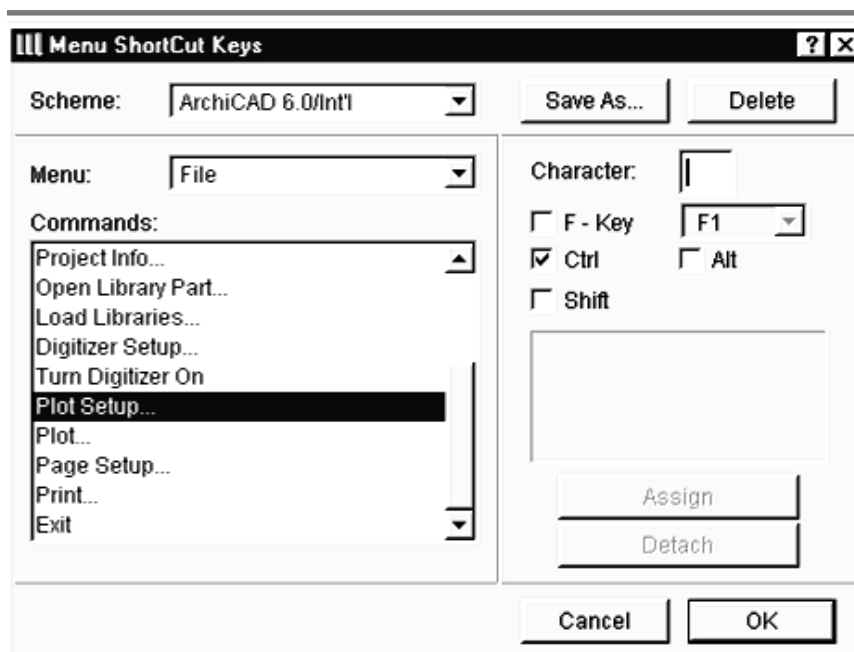 Menu ShortCut Keys
Scheme: ArchiCAD 6.0/Int'l Save As... Delete
Menu: File
Commands:
Project Info...
Open Library Part...
Load Libraries...
Digitizer Setup...
Turn Digitizer On
Plot Setup...
Plot...
Page Setup...
Print...
Exit
Character:
F - Key F1
Ctrl Alt
Shift
Assign
Detach
Cancel OK